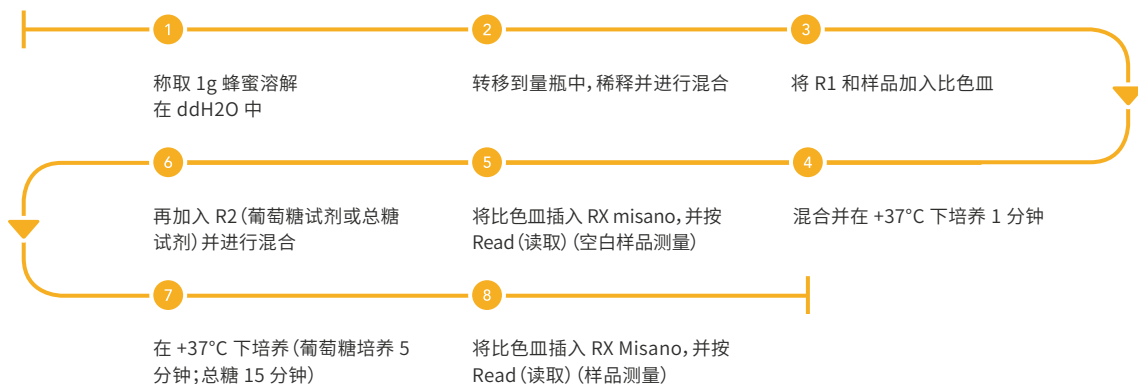 1
称取 1g 蜂蜜溶解
在 ddH2O 中
2
转移到量瓶中，稀释并进行混合
3
将 R1 和样品加入比色皿
4
混合并在 +37°C 下培养 1 分钟
5
将比色皿插入 RX misano，并按
Read（读取）（空白样品测量）
6
再加入 R2（葡萄糖试剂或总糖
试剂）并进行混合
7
在 +37°C 下培养（葡萄糖培养 5
分钟；总糖 15 分钟）
8
将比色皿插入 RX Misano，并按
Read（读取）（样品测量）